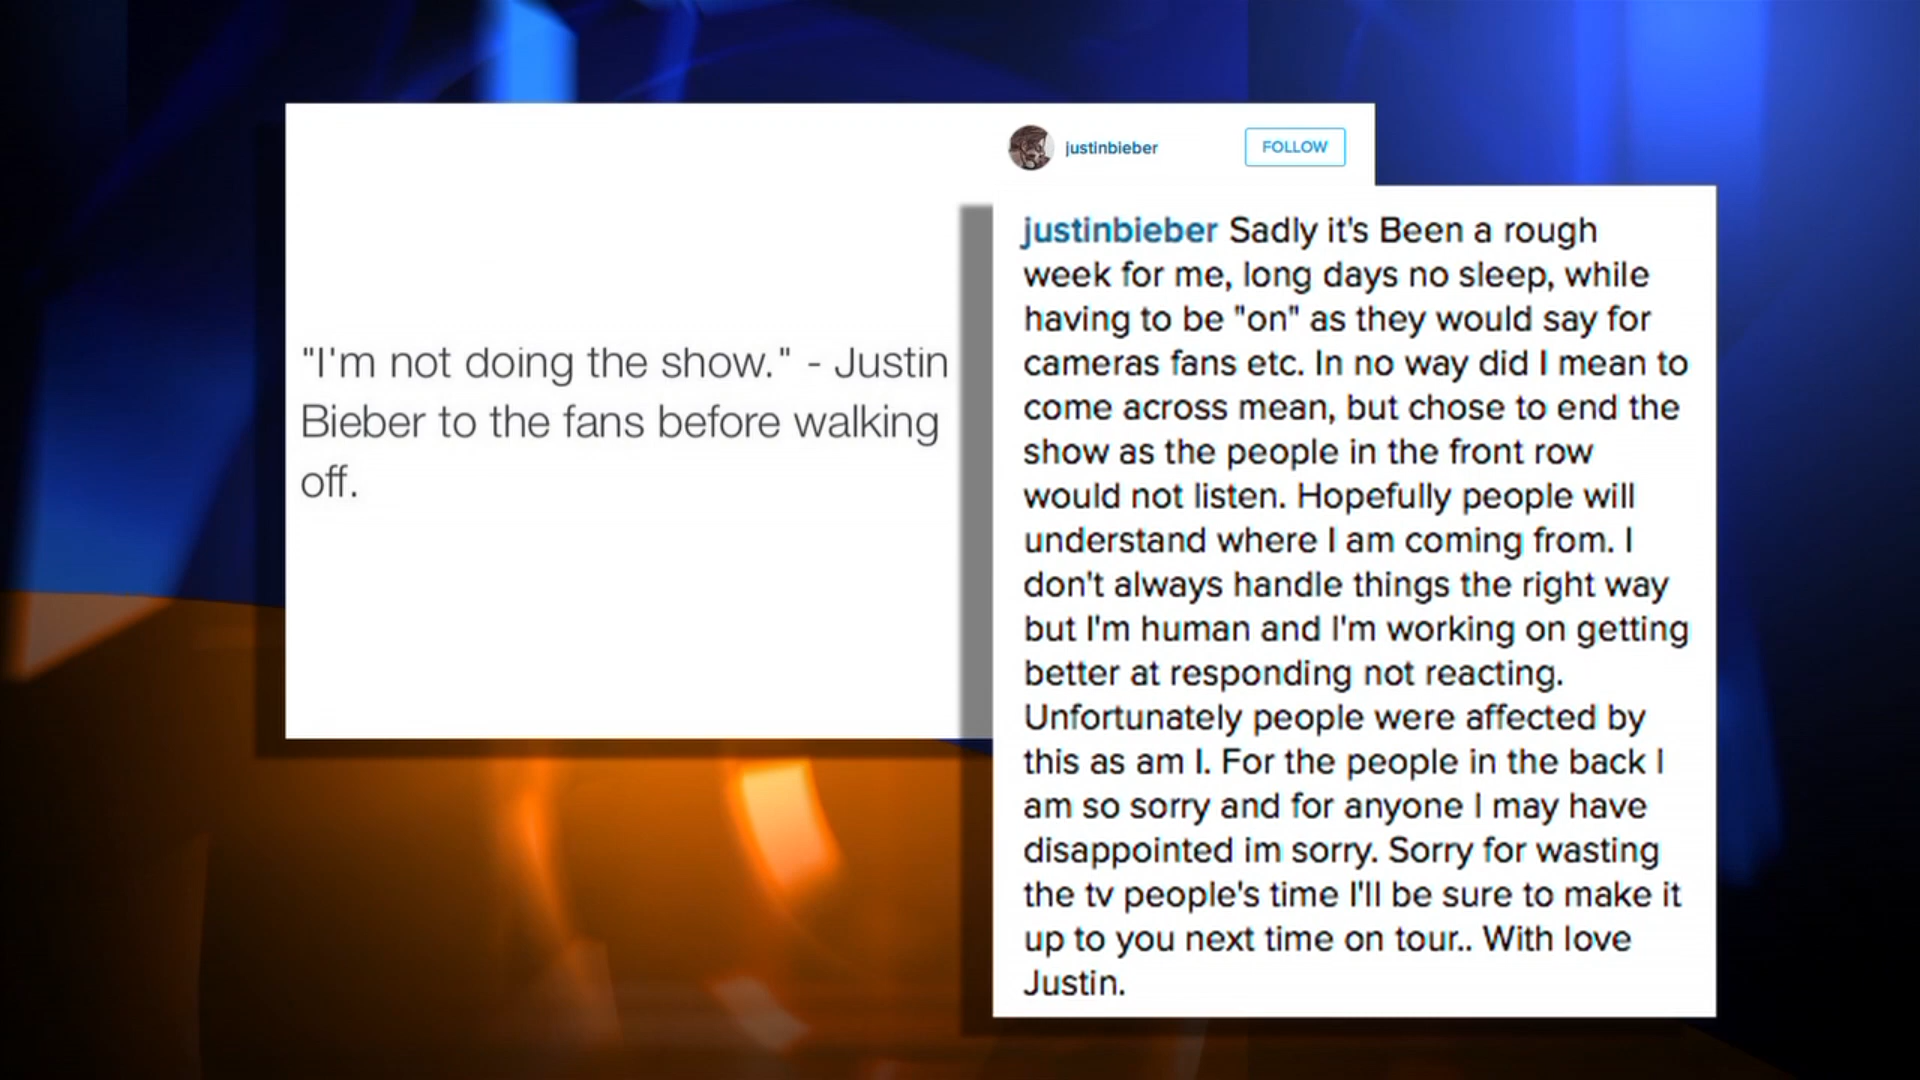 "I'm not doing the show." - Justin
Bieber to the fans before walking
off.
justinbieber
FOLLOW
justinbieber Sadly it's Been a rough
week for me, long days no sleep, while
having to be "on" as they would say for
cameras fans etc. In no way did I mean to
come across mean, but chose to end the
show as the people in the front row
would not listen. Hopefully people will
understand where I am coming from. I
don't always handle things the right way
but I'm human and I'm working on getting
better at responding not reacting.
Unfortunately people were affected by
this as am I. For the people in the back I
am so sorry and for anyone I may have
disappointed im sorry. Sorry for wasting
the tv people's time I'll be sure to make it
up to you next time on tour.. With love
Justin.